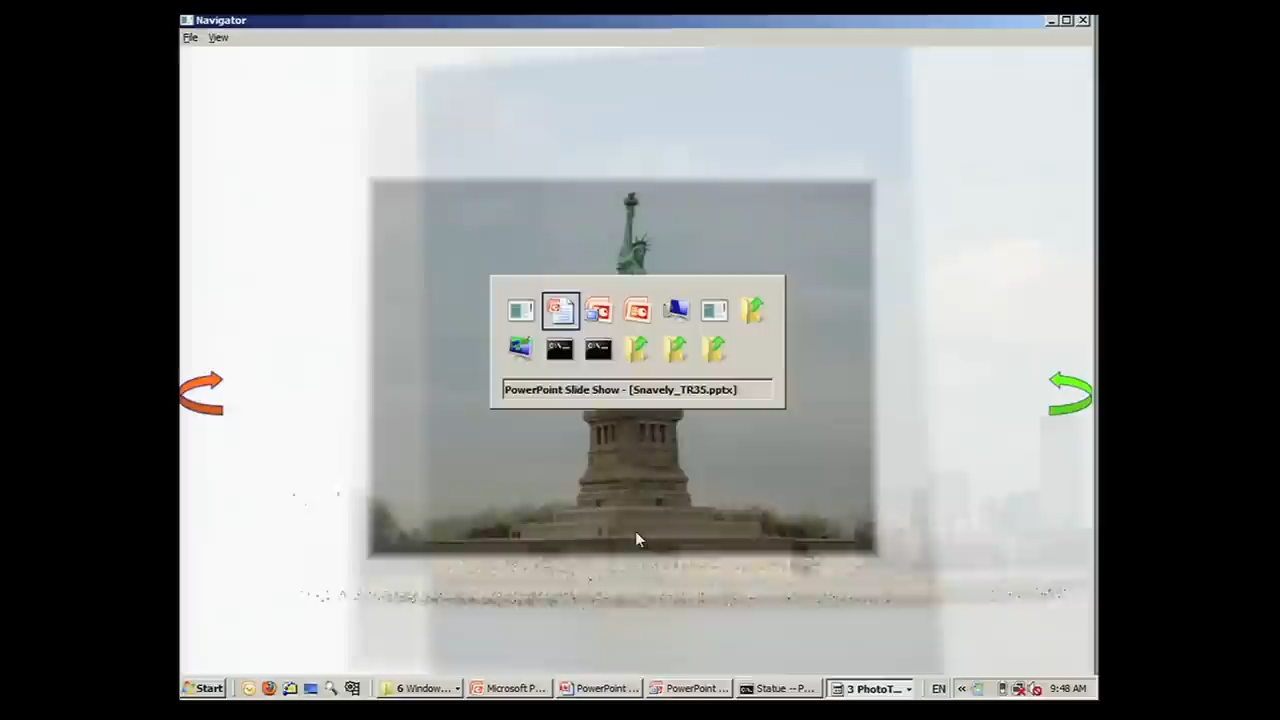 Navigator
File View
PowerPoint Slide Show - [Snavely_TR35.pptx]
Start 6 Window... Microsoft P... PowerPoint ... PowerPoint ... Statue -- P... 3 PhotoT... EN « 9:48 AM